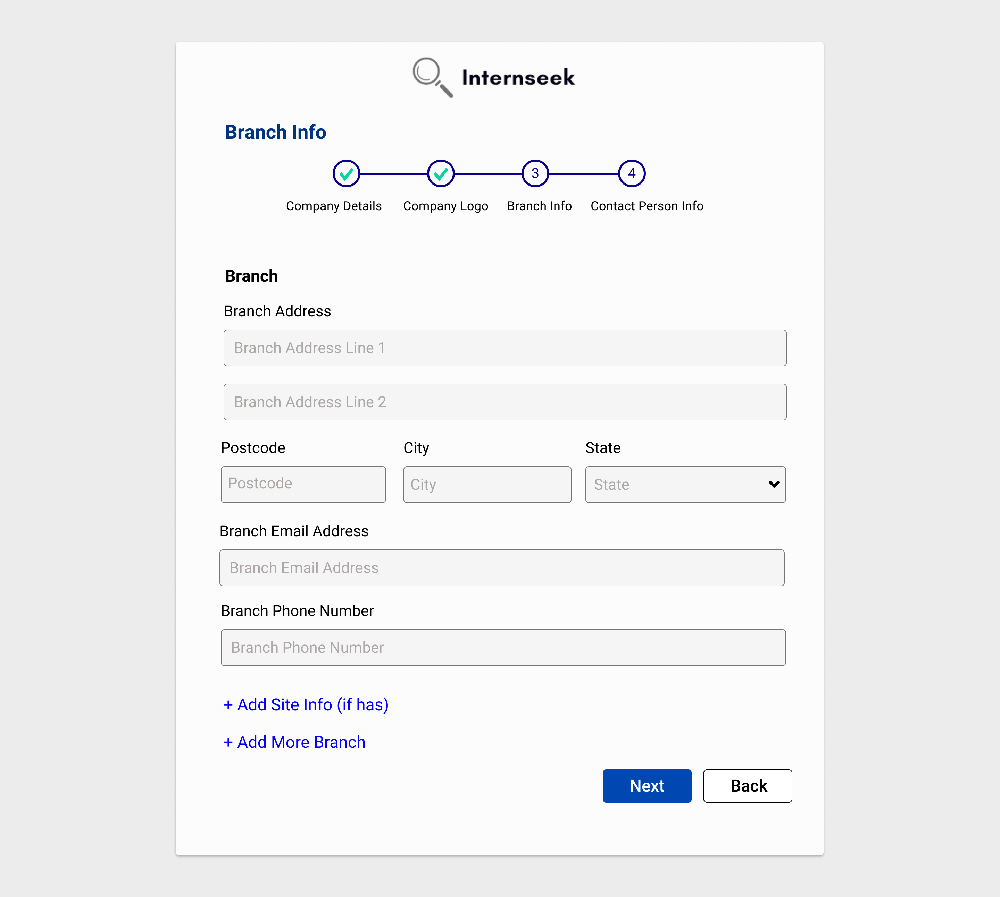 Internseek
Branch Info
3 4
Company Details Company Logo Branch Info Contact Person Info
Branch
Branch Address
Branch Address Line 1
Branch Address Line 2
Postcode City State
Postcode City State
Branch Email Address
Branch Email Address
Branch Phone Number
Branch Phone Number
+ Add Site Info (if has)
+ Add More Branch
Next Back